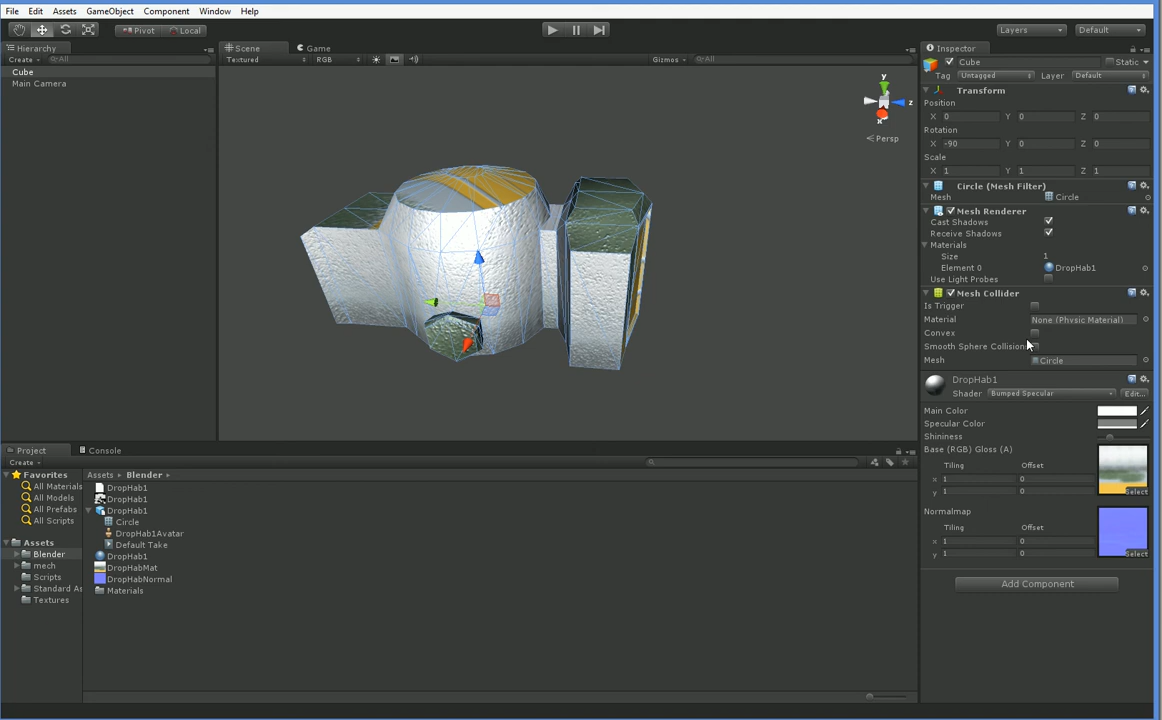 File Edit Assets GameObject Component Window Help
Pivot Local Layers Default
Hierarchy
Create All
Cube
Main Camera
Scene Game
Textured RGB Gizmos All
y
z
x
Persp
Inspector
Cube Static
Tag Untagged Layer Default
Transform
Position
X 0 Y 0 Z 0
Rotation
X -90 Y 0 Z 0
Scale
X 1 Y 1 Z 1
Circle (Mesh Filter)
Mesh Circle
Mesh Renderer
Cast Shadows
Receive Shadows
Materials
Size 1
Element 0 DropHab1
Use Light Probes
Mesh Collider
Is Trigger
Material None (Physic Material)
Convex
Smooth Sphere Collision
Mesh Circle
DropHab1
Shader Bumped Specular Edit...
Main Color
Specular Color
Shininess
Base (RGB) Gloss (A)
Tiling Offset
x 1 0
y 1 0
Select
Normalmap
Tiling Offset
x 1 0
y 1 0
Select
Add Component
Project Console
Create
Favorites
All Materials
All Models
All Prefabs
All Scripts
Assets
Blender
mech
Scripts
Standard As
Textures
Assets Blender
DropHab1
DropHab1
DropHab1
Circle
DropHab1Avatar
Default Take
DropHab1
DropHabMat
DropHabNormal
Materials